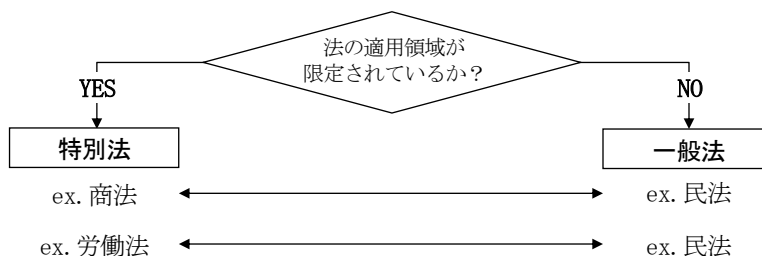 法の適用領域が
限定されているか？
YES
NO
特別法
一般法
ex. 商法
ex. 民法
ex. 労働法
ex. 民法